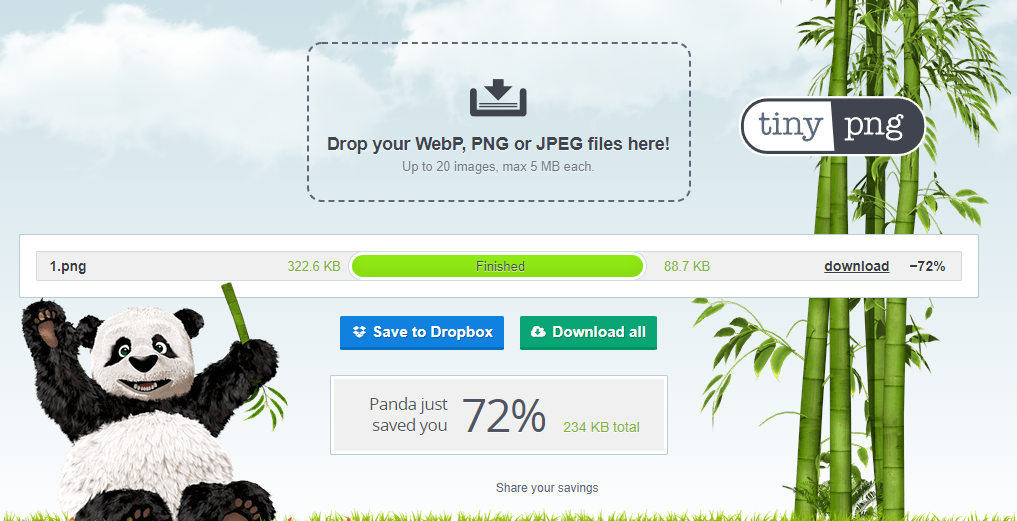 Drop your WebP, PNG or JPEG files here!
Up to 20 images, max 5 MB each.
tiny png
1.png 322.6 KB Finished 88.7 KB download −72%
Save to Dropbox Download all
Panda just
saved you 72% 234 KB total
Share your savings